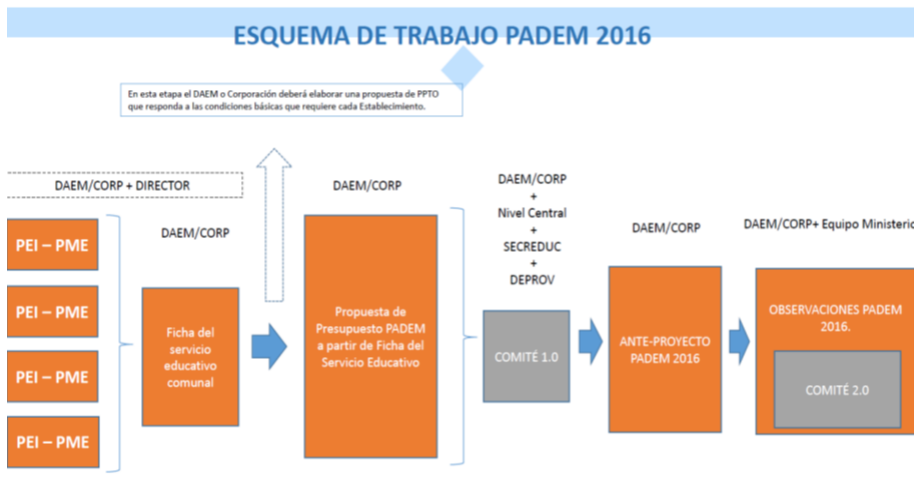 ESQUEMA DE TRABAJO PADEM 2016
En esta etapa el DAEM o Corporación deberá elaborar una propuesta de PPTO
que responda a las condiciones básicas que requiere cada Establecimiento.
DAEM/CORP + DIRECTOR
PEI – PME
PEI – PME
PEI – PME
PEI – PME
DAEM/CORP
Ficha del
servicio
educativo
comunal
DAEM/CORP
Propuesta de
Presupuesto PADEM
a partir de Ficha del
Servicio Educativo
DAEM/CORP
+
Nivel Central
+
SECREDUC
+
DEPROV
COMITÉ 1.0
DAEM/CORP
ANTE-PROYECTO
PADEM 2016
DAEM/CORP+ Equipo Ministerio
OBSERVACIONES PADEM
2016.
COMITÉ 2.0